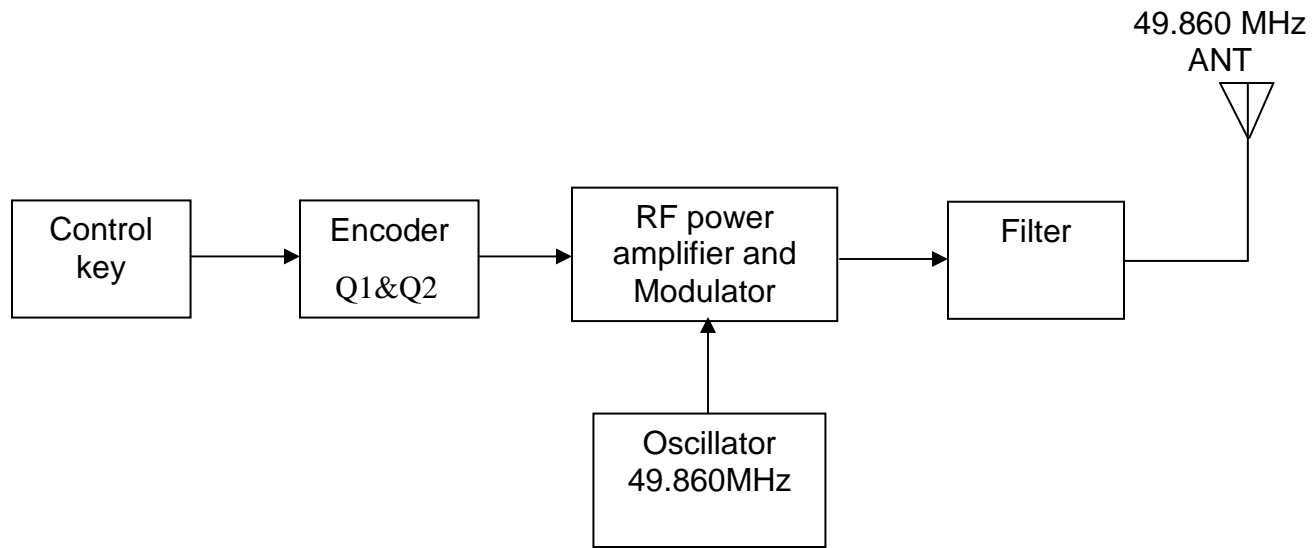 49.860 MHz
ANT
Control
key
Encoder
Q1&Q2
RF power
amplifier and
Modulator
Filter
Oscillator
49.860MHz